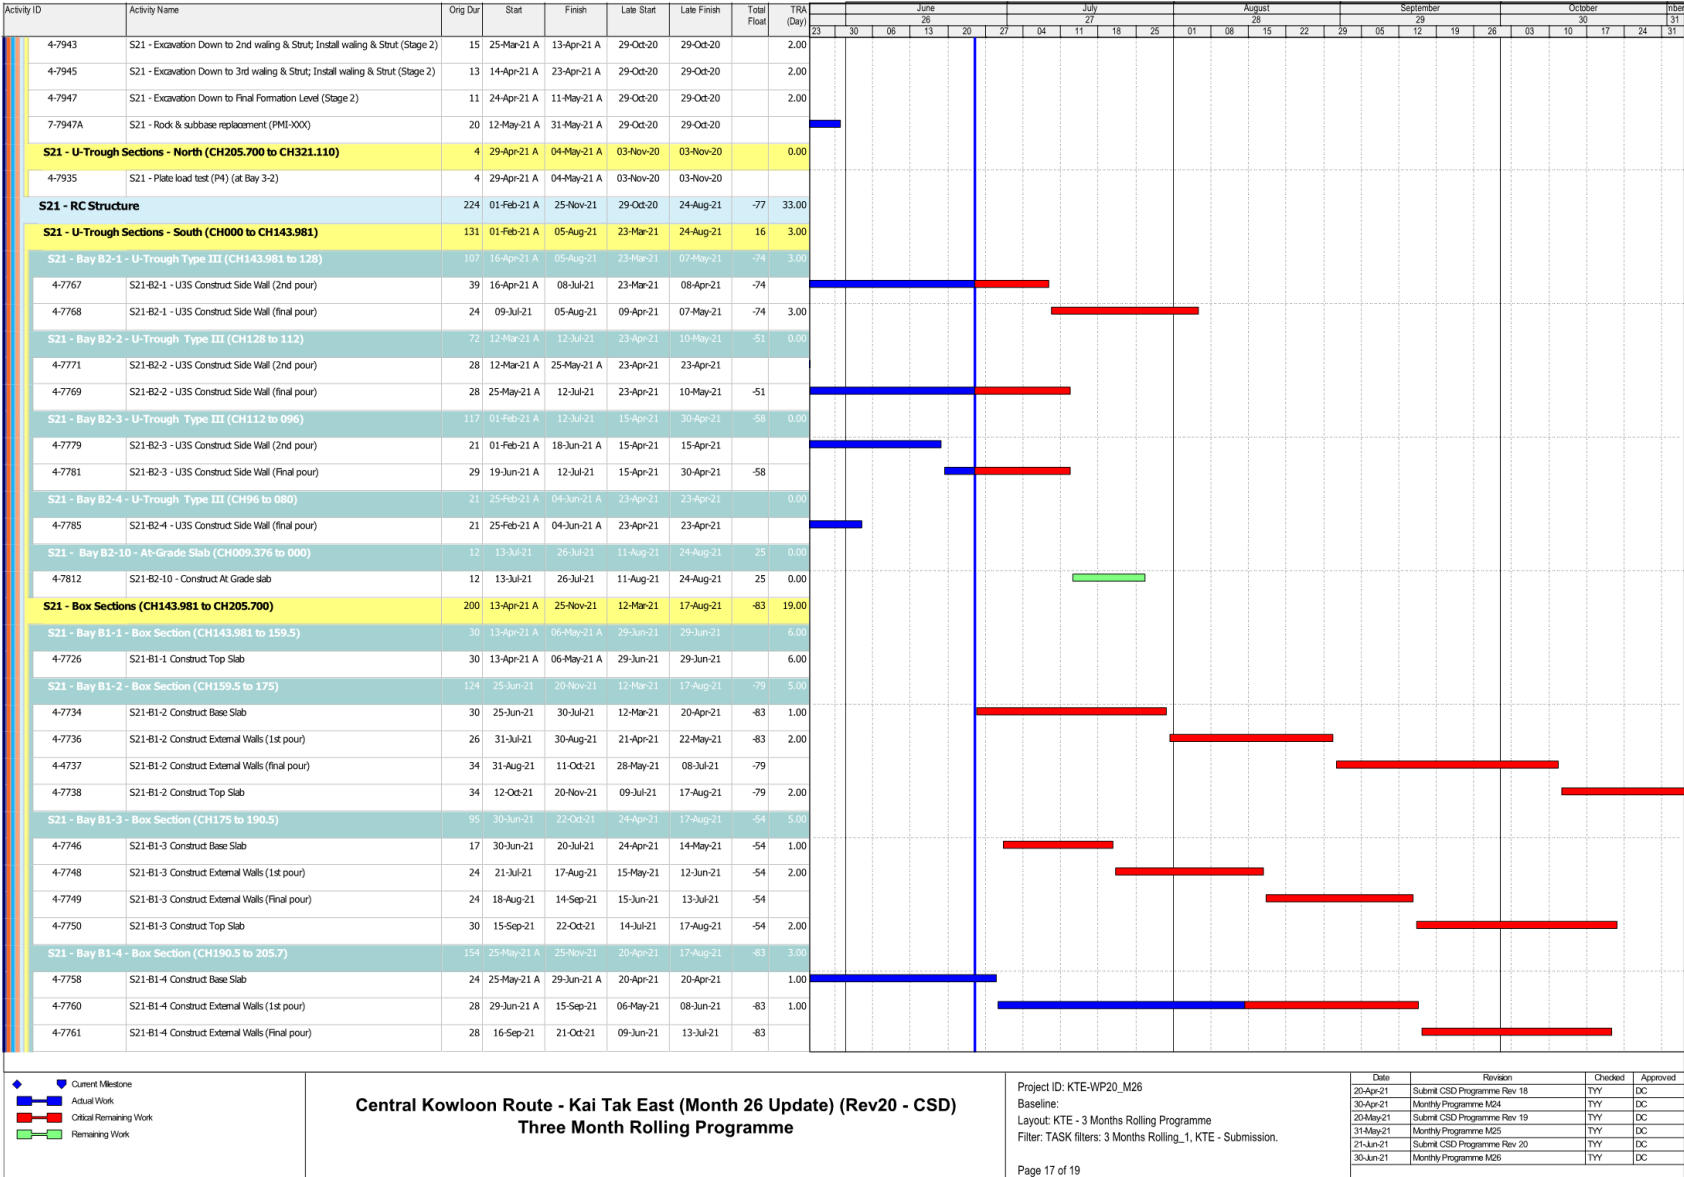 Activity ID Activity Name Orig Dur Start Finish Late Start Late Finish Total Float TRA (Day) June July August September October nber
26 27 28 29 30 31
23 30 06 13 20 27 04 11 18 25 01 08 15 22 29 05 12 19 26 03 10 17 24 31
4-7943 S21 - Excavation Down to 2nd waling & Strut; Install waling & Strut (Stage 2) 15 25-Mar-21 A 13-Apr-21 A 29-Oct-20 29-Oct-20 2.00
4-7945 S21 - Excavation Down to 3rd waling & Strut; Install waling & Strut (Stage 2) 13 14-Apr-21 A 23-Apr-21 A 29-Oct-20 29-Oct-20 2.00
4-7947 S21 - Excavation Down to Final Formation Level (Stage 2) 11 24-Apr-21 A 11-May-21 A 29-Oct-20 29-Oct-20 2.00
7-7947A S21 - Rock & subbase replacement (PMI-XXX) 20 12-May-21 A 31-May-21 A 29-Oct-20 29-Oct-20
S21 - U-Trough Sections - North (CH205.700 to CH321.110) 4 29-Apr-21 A 04-May-21 A 03-Nov-20 03-Nov-20 0.00
4-7935 S21 - Plate load test (P4) (at Bay 3-2) 4 29-Apr-21 A 04-May-21 A 03-Nov-20 03-Nov-20
S21 - RC Structure 224 01-Feb-21 A 25-Nov-21 29-Oct-20 24-Aug-21 -77 33.00
S21 - U-Trough Sections - South (CH000 to CH143.981) 131 01-Feb-21 A 05-Aug-21 23-Mar-21 24-Aug-21 16 3.00
S21 - Bay B2-1 - U-Trough Type III (CH143.981 to 128) 107 16-Apr-21 A 05-Aug-21 23-Mar-21 07-May-21 -74 3.00
4-7767 S21-B2-1 - U3S Construct Side Wall (2nd pour) 39 16-Apr-21 A 08-Jul-21 23-Mar-21 08-Apr-21 -74
4-7768 S21-B2-1 - U3S Construct Side Wall (final pour) 24 09-Jul-21 05-Aug-21 09-Apr-21 07-May-21 -74 3.00
S21 - Bay B2-2 - U-Trough Type III (CH128 to 112) 72 12-Mar-21 A 12-Jul-21 23-Apr-21 10-May-21 -51 0.00
4-7771 S21-B2-2 - U3S Construct Side Wall (2nd pour) 28 12-Mar-21 A 25-May-21 A 23-Apr-21 23-Apr-21
4-7769 S21-B2-2 - U3S Construct Side Wall (final pour) 28 25-May-21 A 12-Jul-21 23-Apr-21 10-May-21 -51
S21 - Bay B2-3 - U-Trough Type III (CH112 to 096) 117 01-Feb-21 A 12-Jul-21 15-Apr-21 30-Apr-21 -58 0.00
4-7779 S21-B2-3 - U3S Construct Side Wall (2nd pour) 21 01-Feb-21 A 18-Jun-21 A 15-Apr-21 15-Apr-21
4-7781 S21-B2-3 - U3S Construct Side Wall (Final pour) 29 19-Jun-21 A 12-Jul-21 15-Apr-21 30-Apr-21 -58
S21 - Bay B2-4 - U-Trough Type III (CH96 to 080) 21 25-Feb-21 A 04-Jun-21 A 23-Apr-21 23-Apr-21 0.00
4-7785 S21-B2-4 - U3S Construct Side Wall (final pour) 21 25-Feb-21 A 04-Jun-21 A 23-Apr-21 23-Apr-21
S21 - Bay B2-10 - At-Grade Slab (CH009.376 to 000) 12 13-Jul-21 26-Jul-21 11-Aug-21 24-Aug-21 25 0.00
4-7812 S21-B2-10 - Construct At Grade slab 12 13-Jul-21 26-Jul-21 11-Aug-21 24-Aug-21 25 0.00
S21 - Box Sections (CH143.981 to CH205.700) 200 13-Apr-21 A 25-Nov-21 12-Mar-21 17-Aug-21 -83 19.00
S21 - Bay B1-1 - Box Section (CH143.981 to 159.5) 30 13-Apr-21 A 06-May-21 A 29-Jun-21 29-Jun-21 6.00
4-7726 S21-B1-1 Construct Top Slab 30 13-Apr-21 A 06-May-21 A 29-Jun-21 29-Jun-21 6.00
S21 - Bay B1-2 - Box Section (CH159.5 to 175) 124 25-Jun-21 20-Nov-21 12-Mar-21 17-Aug-21 -79 5.00
4-7734 S21-B1-2 Construct Base Slab 30 25-Jun-21 30-Jul-21 12-Mar-21 20-Apr-21 -83 1.00
4-7736 S21-B1-2 Construct External Walls (1st pour) 26 31-Jul-21 30-Aug-21 21-Apr-21 22-May-21 -83 2.00
4-4737 S21-B1-2 Construct External Walls (final pour) 34 31-Aug-21 11-Oct-21 28-May-21 08-Jul-21 -79
4-7738 S21-B1-2 Construct Top Slab 34 12-Oct-21 20-Nov-21 09-Jul-21 17-Aug-21 -79 2.00
S21 - Bay B1-3 - Box Section (CH175 to 190.5) 95 30-Jun-21 22-Oct-21 24-Apr-21 17-Aug-21 -54 5.00
4-7746 S21-B1-3 Construct Base Slab 17 30-Jun-21 20-Jul-21 24-Apr-21 14-May-21 -54 1.00
4-7748 S21-B1-3 Construct External Walls (1st pour) 24 21-Jul-21 17-Aug-21 15-May-21 12-Jun-21 -54 2.00
4-7749 S21-B1-3 Construct External Walls (Final pour) 24 18-Aug-21 14-Sep-21 15-Jun-21 13-Jul-21 -54
4-7750 S21-B1-3 Construct Top Slab 30 15-Sep-21 22-Oct-21 14-Jul-21 17-Aug-21 -54 2.00
S21 - Bay B1-4 - Box Section (CH190.5 to 205.7) 154 25-May-21 A 25-Nov-21 20-Apr-21 17-Aug-21 -83 3.00
4-7758 S21-B1-4 Construct Base Slab 24 25-May-21 A 29-Jun-21 A 20-Apr-21 20-Apr-21 1.00
4-7760 S21-B1-4 Construct External Walls (1st pour) 28 29-Jun-21 A 15-Sep-21 06-May-21 08-Jun-21 -83 1.00
4-7761 S21-B1-4 Construct External Walls (Final pour) 28 16-Sep-21 21-Oct-21 09-Jun-21 13-Jul-21 -83
Current Milestone
Actual Work
Critical Remaining Work
Remaining Work
Central Kowloon Route - Kai Tak East (Month 26 Update) (Rev20 - CSD)
Three Month Rolling Programme
Project ID: KTE-WP20_M26
Baseline:
Layout: KTE - 3 Months Rolling Programme
Filter: TASK filters: 3 Months Rolling_1, KTE - Submission.
Page 17 of 19
Date Revision Checked Approved
20-Apr-21 Submit CSD Programme Rev 18 TYY DC
30-Apr-21 Monthly Programme M24 TYY DC
20-May-21 Submit CSD Programme Rev 19 TYY DC
31-May-21 Monthly Programme M25 TYY DC
21-Jun-21 Submit CSD Programme Rev 20 TYY DC
30-Jun-21 Monthly Programme M26 TYY DC